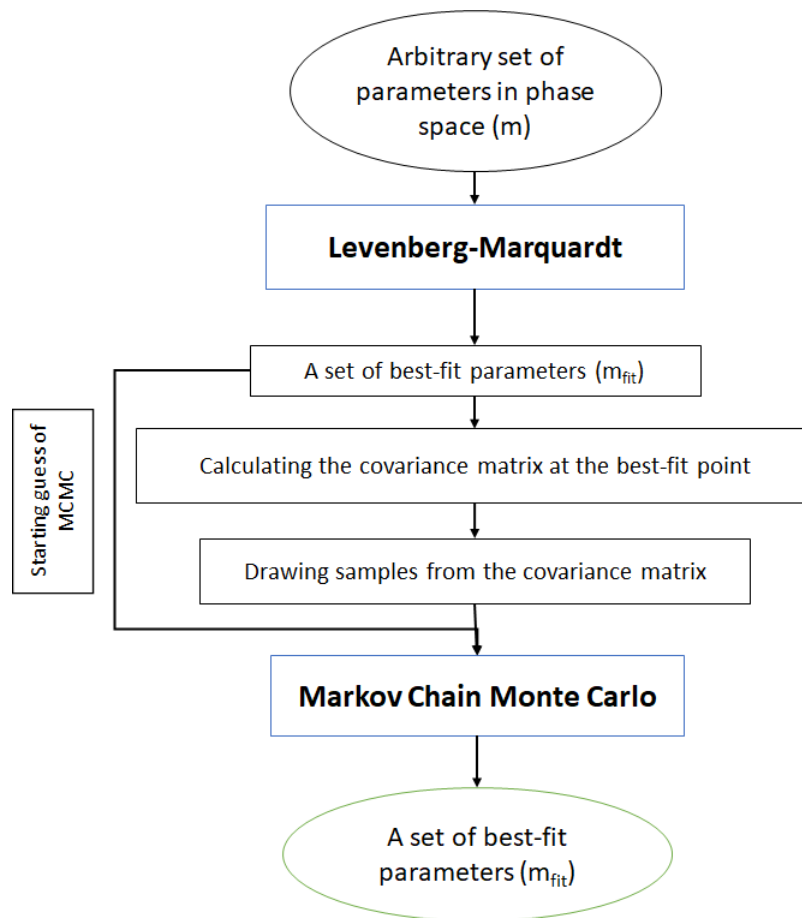 Arbitrary set of
parameters in phase
space (m)
Levenberg-Marquardt
A set of best-fit parameters (mfit)
Starting guess of
MCMC
Calculating the covariance matrix at the best-fit point
Drawing samples from the covariance matrix
Markov Chain Monte Carlo
A set of best-fit
parameters (mfit)